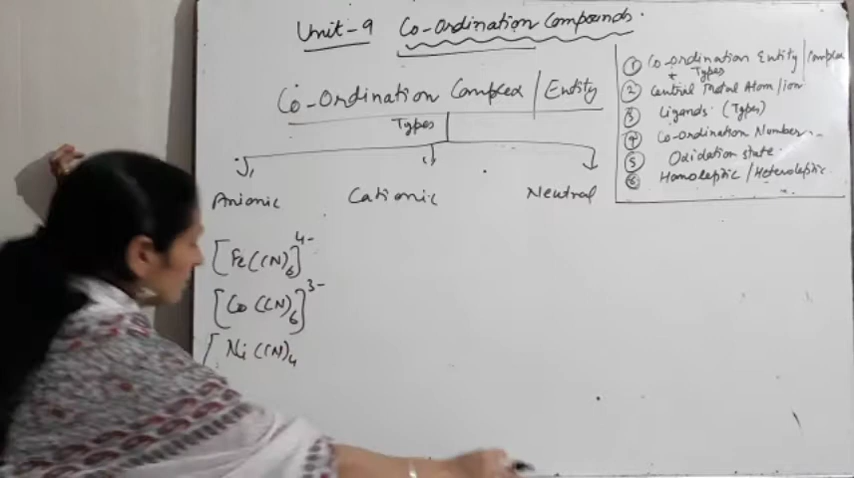 Unit-9 Co-ordination Compounds.
Co-Ordination Complex / Entity
Types
Anionic Cationic Neutral
[Fe(CN)6]4-
[Co(CN)6]3-
[Ni(CN)4
① Co-ordination Entity / Complex
+ Types
② Central Metal Atom/ion
③ Ligands. (Types)
④ Co-ordination Number...
⑤ Oxidation state.
⑥ Homoleptic / Heteroleptic.